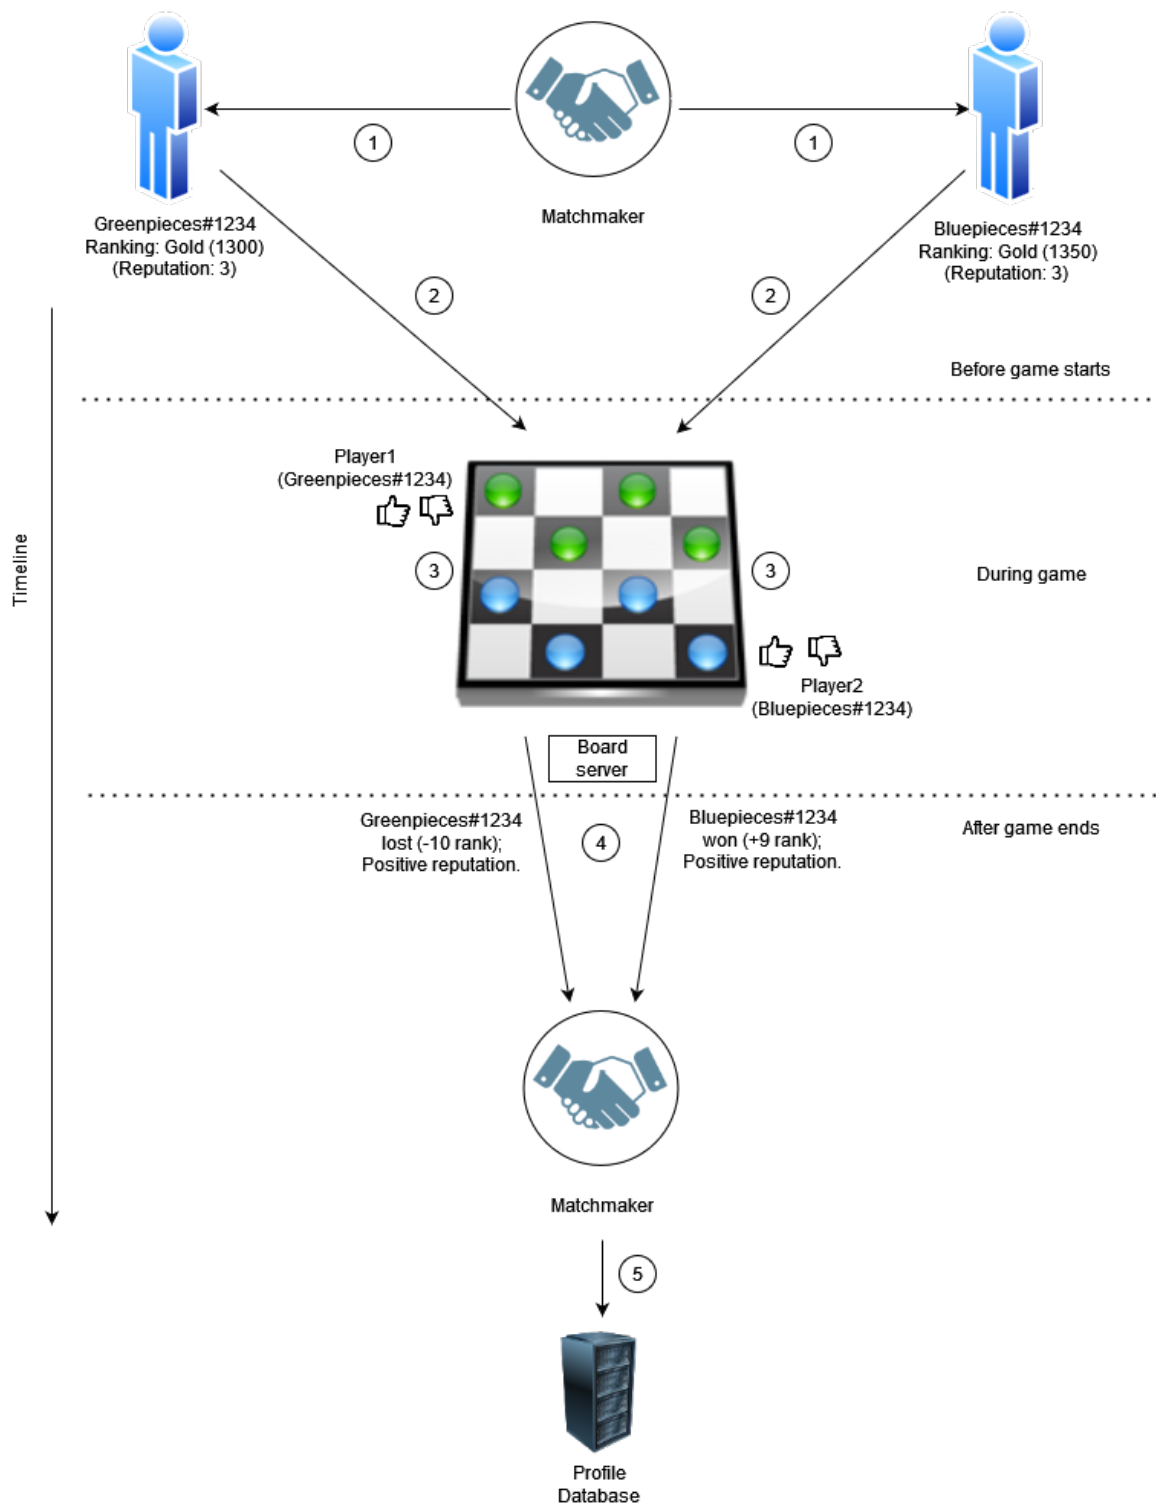 Matchmaker
1
1
Greenpieces#1234
Ranking: Gold (1300)
(Reputation: 3)
Bluepieces#1234
Ranking: Gold (1350)
(Reputation: 3)
2
2
Before game starts
Timeline
Player1
(Greenpieces#1234)
3
3
During game
Player2
(Bluepieces#1234)
Board
server
Greenpieces#1234
lost (-10 rank);
Positive reputation.
4
Bluepieces#1234
won (+9 rank);
Positive reputation.
After game ends
Matchmaker
5
Profile
Database